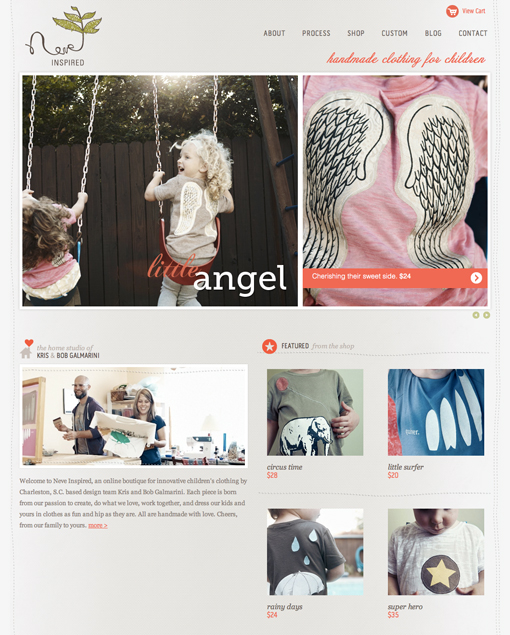 View Cart
Neve
INSPIRED
ABOUT PROCESS SHOP CUSTOM BLOG CONTACT
handmade clothing for children
little
angel
Cherishing their sweet side. $24
the home studio of
KRIS & BOB GALMARINI
FEATURED from the shop
Welcome to Neve Inspired, an online boutique for innovative children's clothing by
Charleston, S.C. based design team Kris and Bob Galmarini. Each piece is born
from our passion to create, do what we love, work together, and dress our kids and
yours in clothes as fun and hip as they are. All are handmade with love. Cheers,
from our family to yours. more >
circus time
$28
little surfer
$20
rainy days
$24
super hero
$35